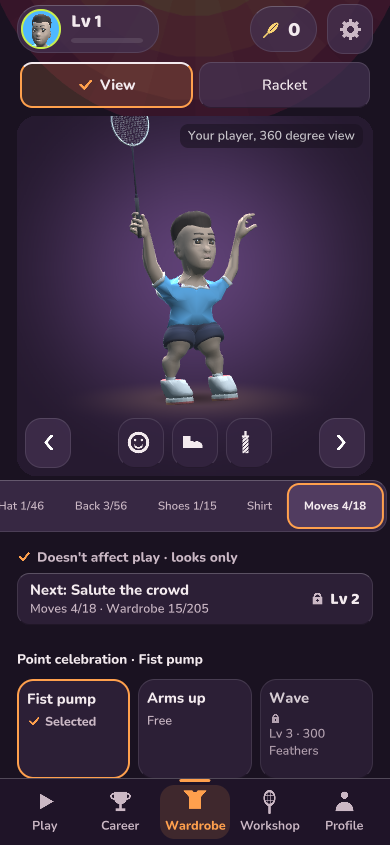 Lv 1
0
View
Racket
Your player, 360 degree view
Hat 1/46
Back 3/56
Shoes 1/15
Shirt
Moves 4/18
Doesn't affect play · looks only
Next: Salute the crowd
Moves 4/18 · Wardrobe 15/205
Lv 2
Point celebration · Fist pump
Fist pump
Selected
Arms up
Free
Wave
Lv 3 · 300
Feathers
Play
Career
Wardrobe
Workshop
Profile